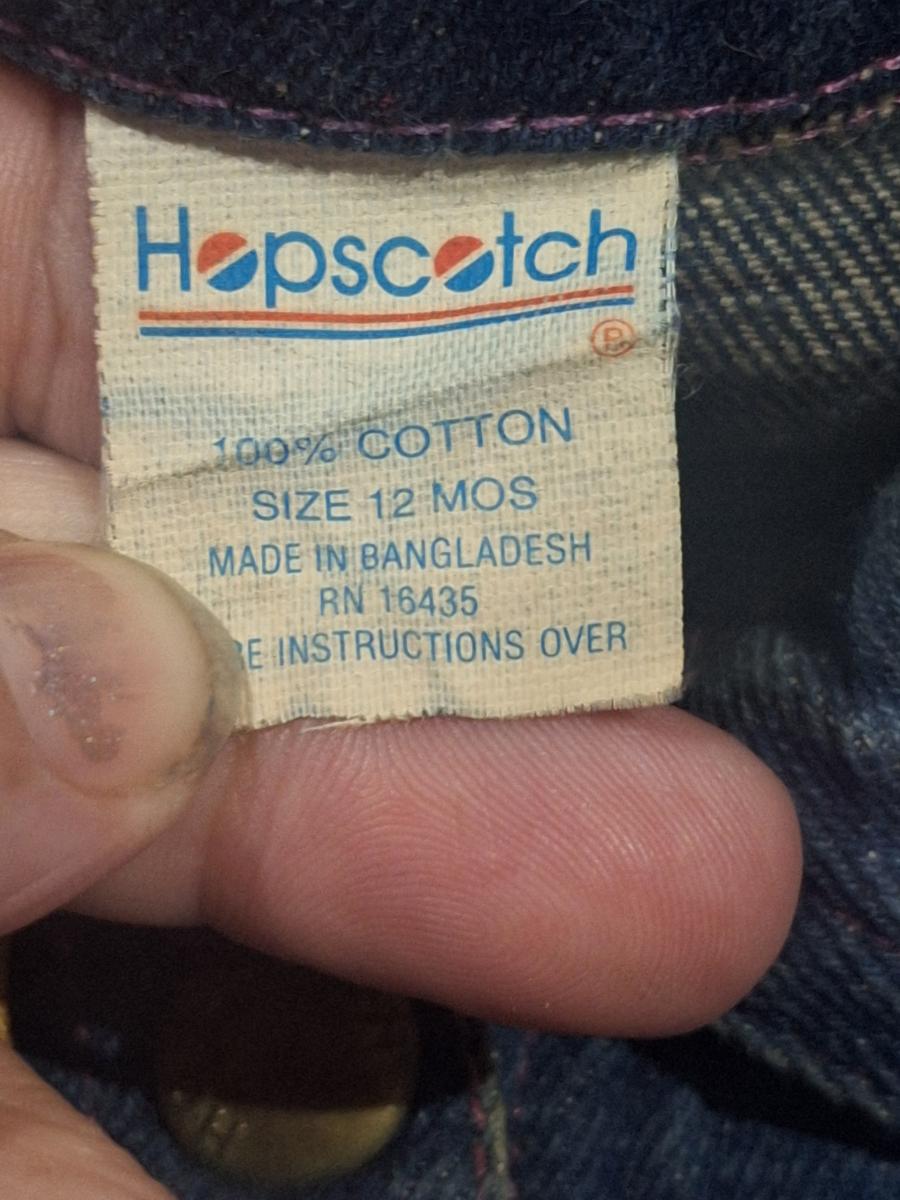 Hopscotch
®
100% COTTON
SIZE 12 MOS
MADE IN BANGLADESH
RN 16435
INSTRUCTIONS OVER